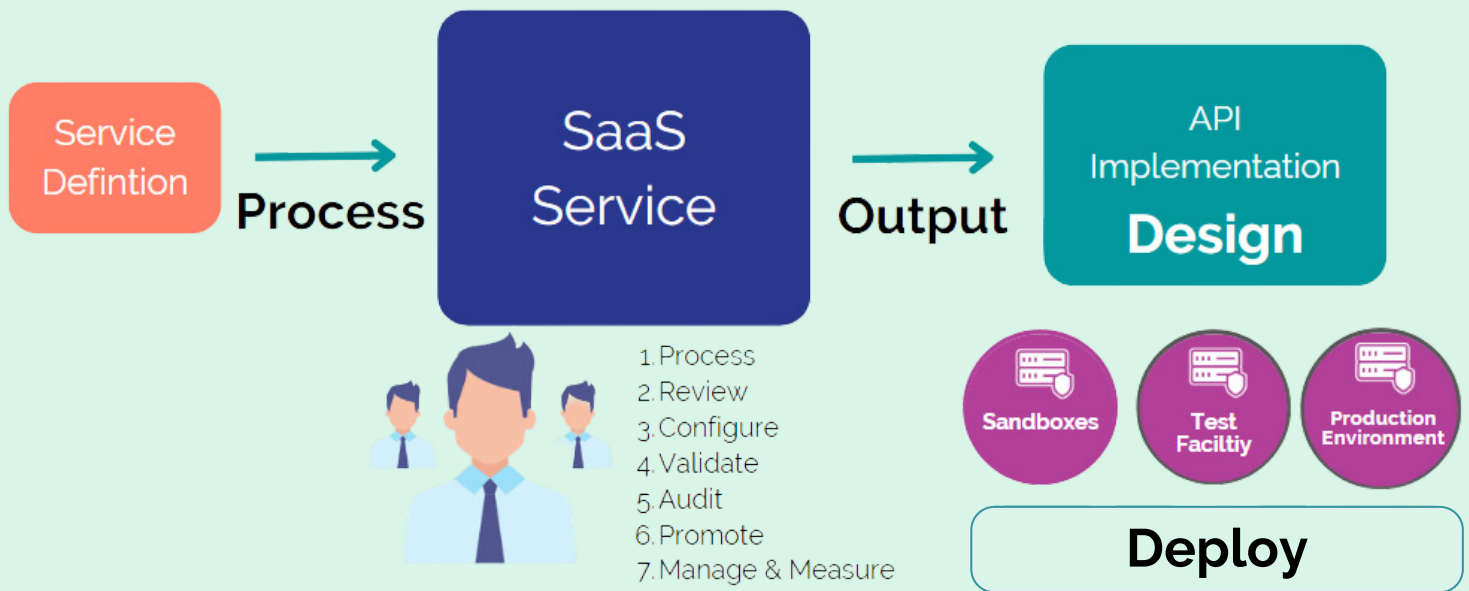 Service
Defintion
Process
SaaS
Service
Output
API
Implementation
Design
1. Process
2. Review
3. Configure
4. Validate
5. Audit
6. Promote
7. Manage & Measure
Sandboxes
Test
Faciltiy
Production
Environment
Deploy